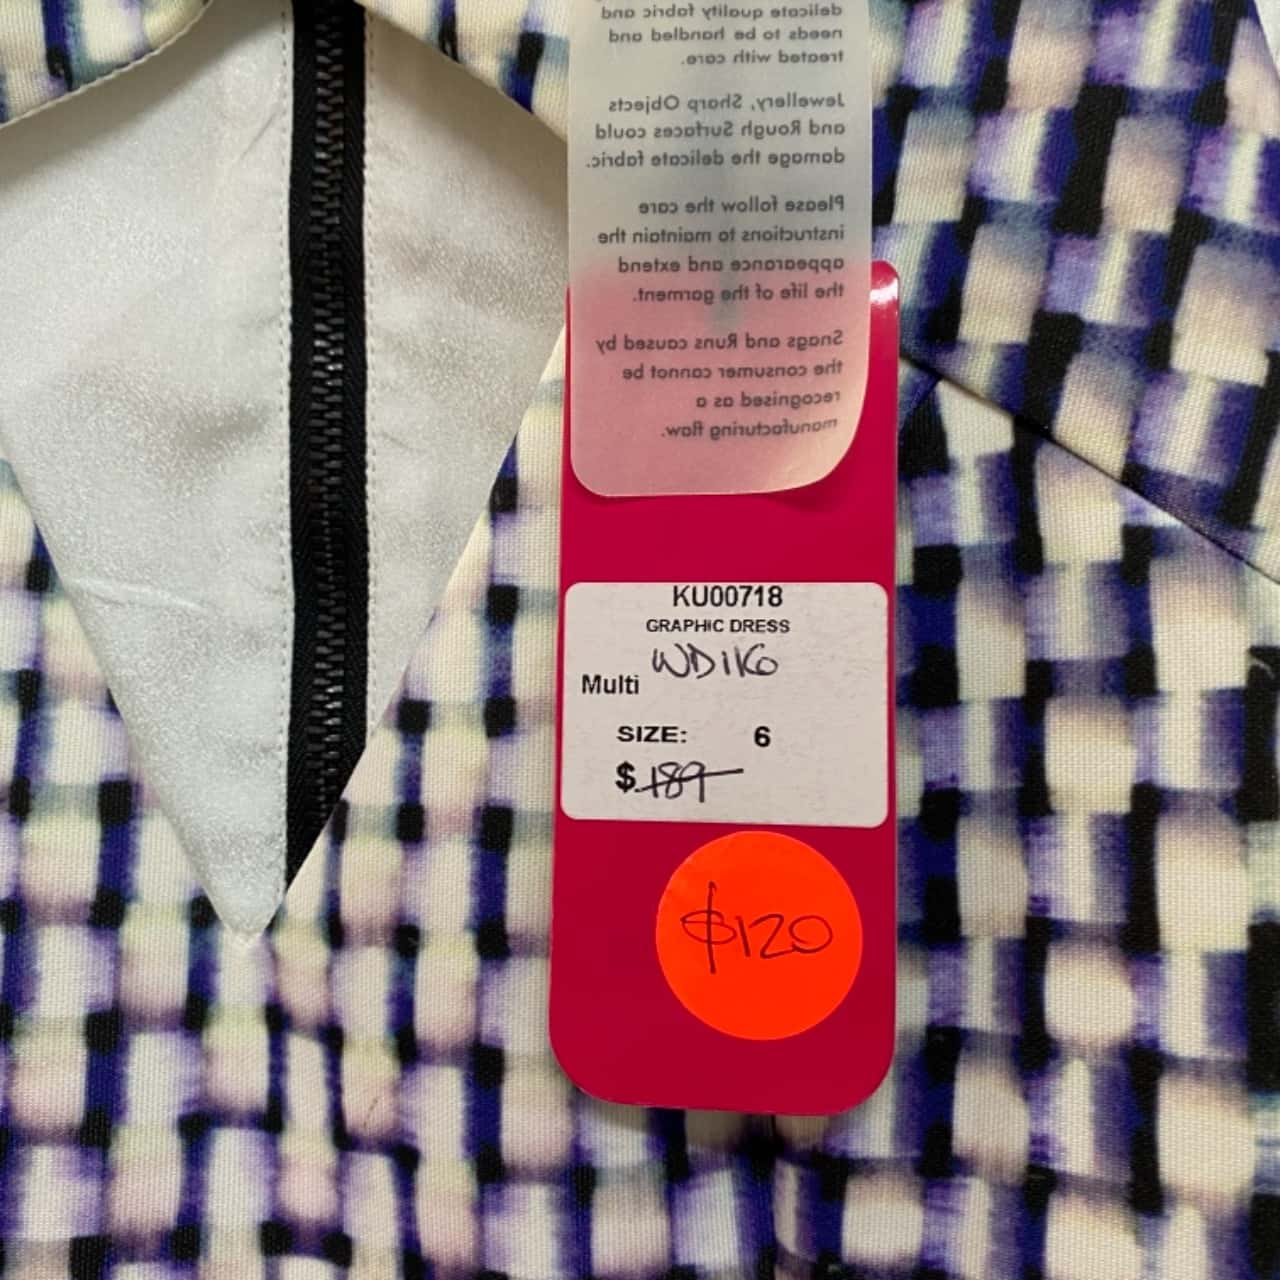 delicate quality fabric and
needs to be handled and
treated with care.
Jewellery, Sharp Objects
and Rough Surfaces could
damage the delicate fabric.
Please follow the care
instructions to maintain the
appearance and extend
the life of the garment.
Snags and Runs caused by
the consumer cannot be
recognised as a
manufacturing flaw.
KU00718
GRAPHIC DRESS
WD1K6
Multi
SIZE: 6
$ 189
$120